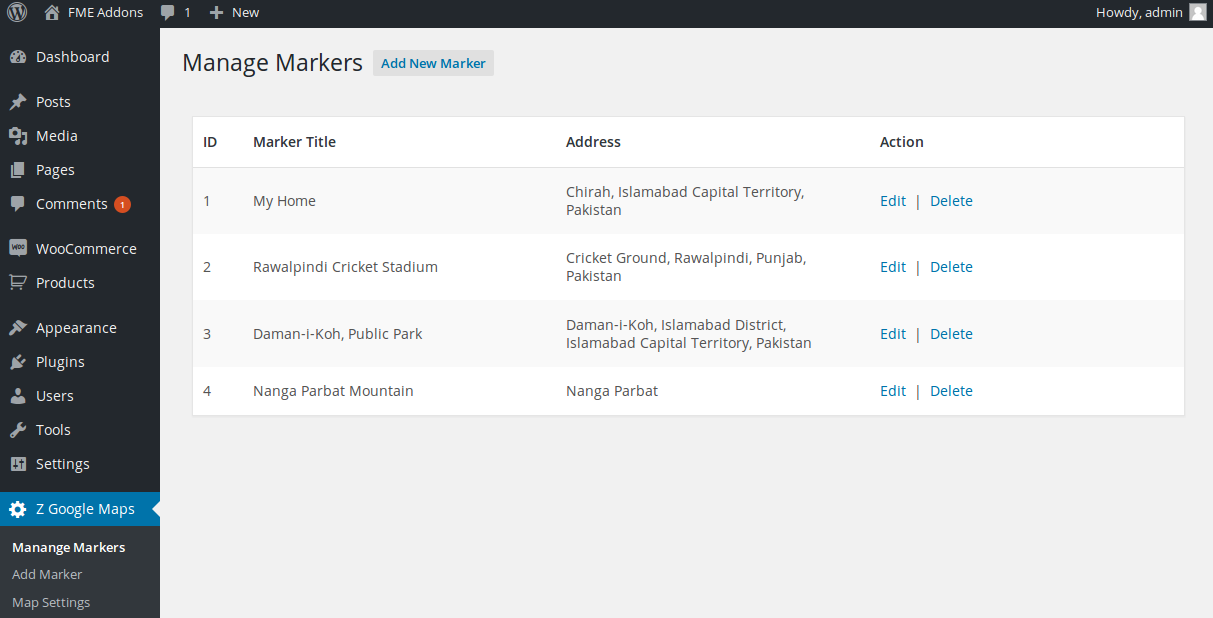 FME Addons 1 New Howdy, admin
Dashboard
Posts
Media
Pages
Comments 1
WooCommerce
Products
Appearance
Plugins
Users
Tools
Settings
Z Google Maps
Manange Markers
Add Marker
Map Settings
Manage Markers Add New Marker
ID Marker Title Address Action
1 My Home Chirah, Islamabad Capital Territory,
Pakistan Edit | Delete
2 Rawalpindi Cricket Stadium Cricket Ground, Rawalpindi, Punjab,
Pakistan Edit | Delete
3 Daman-i-Koh, Public Park Daman-i-Koh, Islamabad District,
Islamabad Capital Territory, Pakistan Edit | Delete
4 Nanga Parbat Mountain Nanga Parbat Edit | Delete